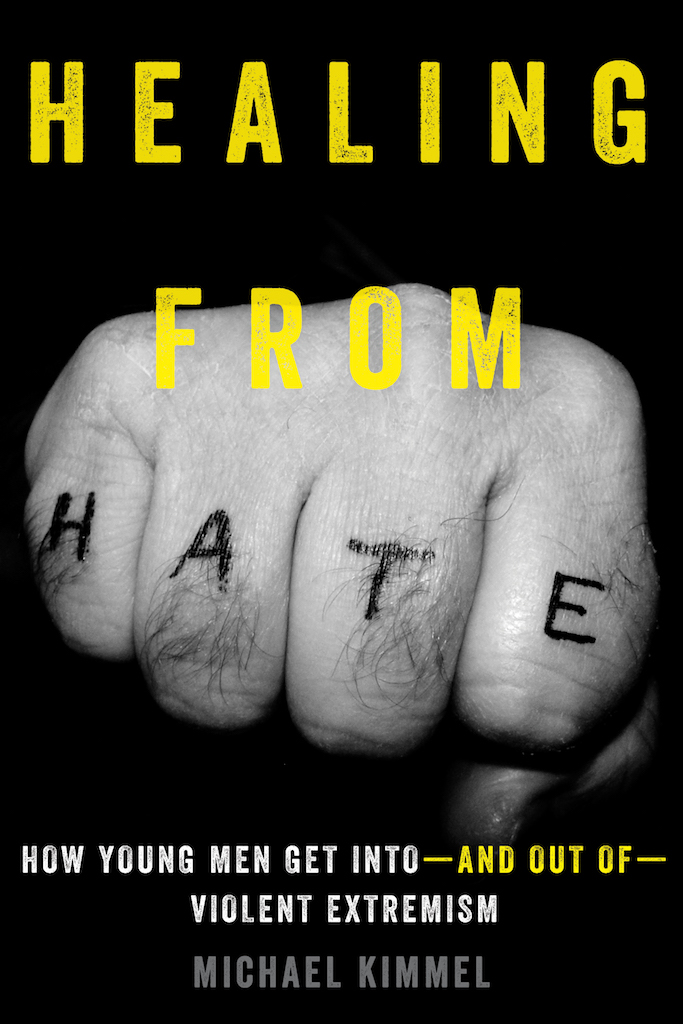 HEALING
FROM
HATE
HOW YOUNG MEN GET INTO—AND OUT OF—
VIOLENT EXTREMISM
MICHAEL KIMMEL